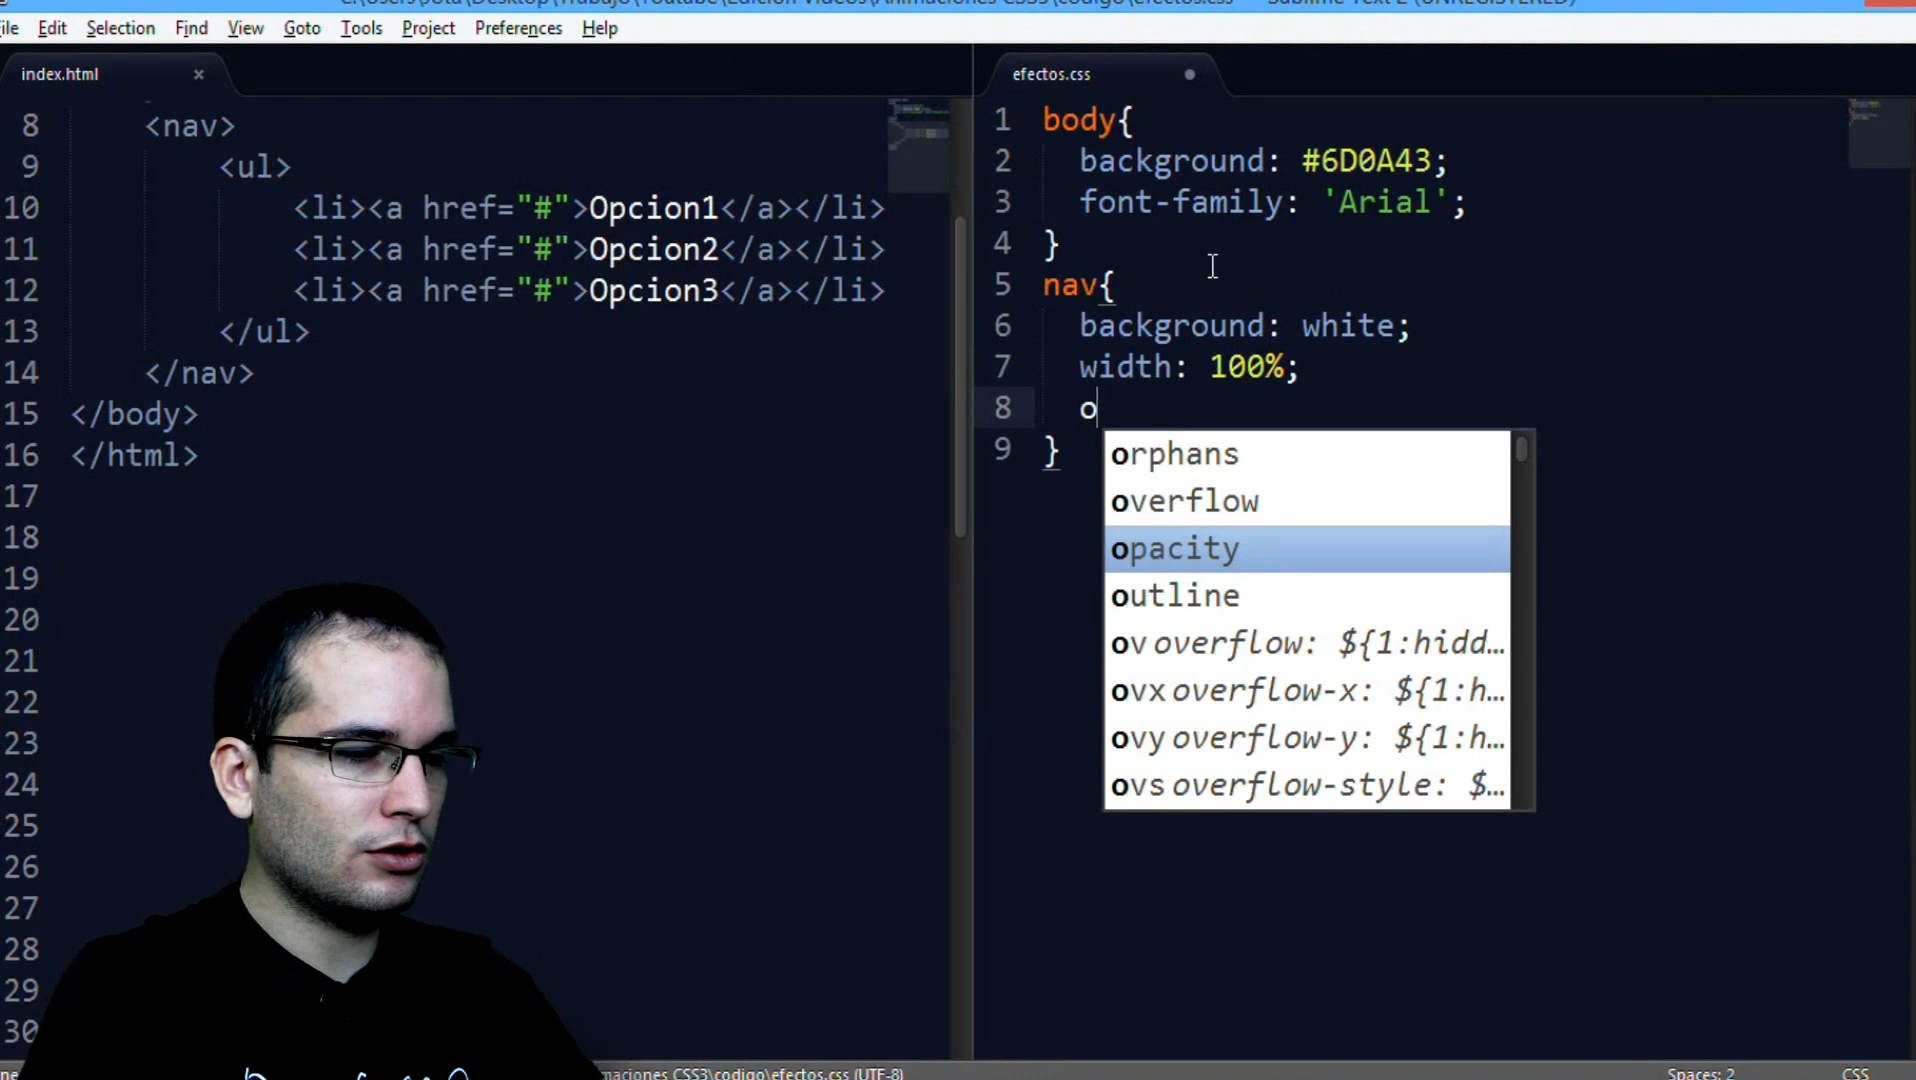 File Edit Selection Find View Goto Tools Project Preferences Help
index.html ×
8 <nav>
9 <ul>
10 <li><a href="#">Opcion1</a></li>
11 <li><a href="#">Opcion2</a></li>
12 <li><a href="#">Opcion3</a></li>
13 </ul>
14 </nav>
15 </body>
16 </html>
17
18
19
20
21
22
23
24
25
26
27
28
29
30
efectos.css
1 body{
2 background: #6D0A43;
3 font-family: 'Arial';
4 }
5 nav{
6 background: white;
7 width: 100%;
8 o
9 }
orphans
overflow
opacity
outline
ov overflow: ${1:hidd...
ovx overflow-x: ${1:h...
ovy overflow-y: ${1:h...
ovs overflow-style: $...
maciones CSS3\codigo\efectos.css (UTF-8)
Spaces: 2 CSS